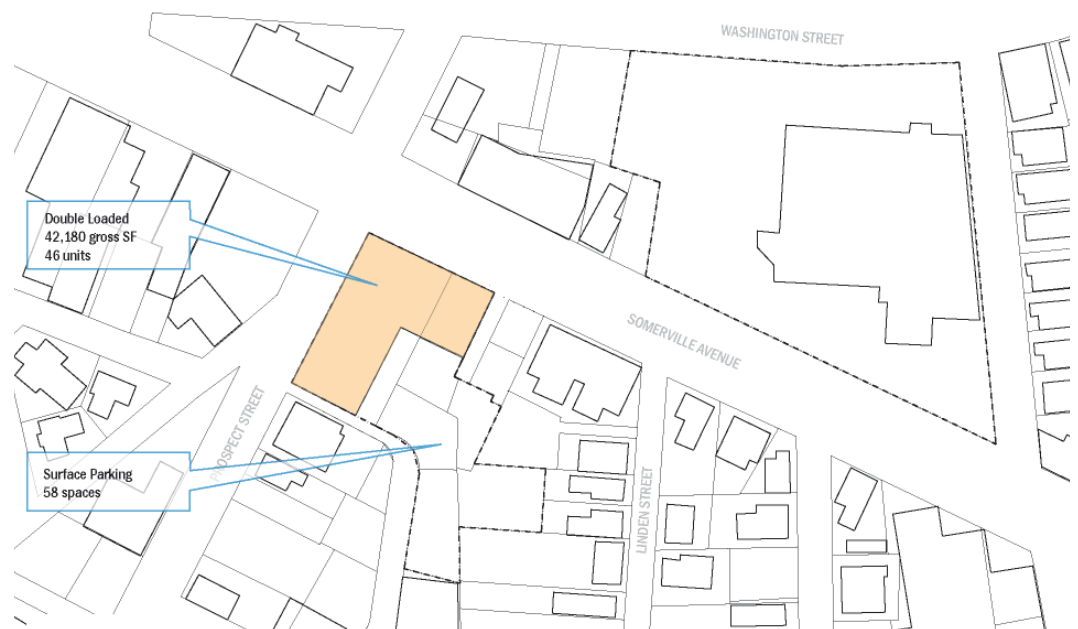 WASHINGTON STREET
Double Loaded
42,180 gross SF
46 units
SOMERVILLE AVENUE
PROSPECT STREET
Surface Parking
58 spaces
LINDEN STREET